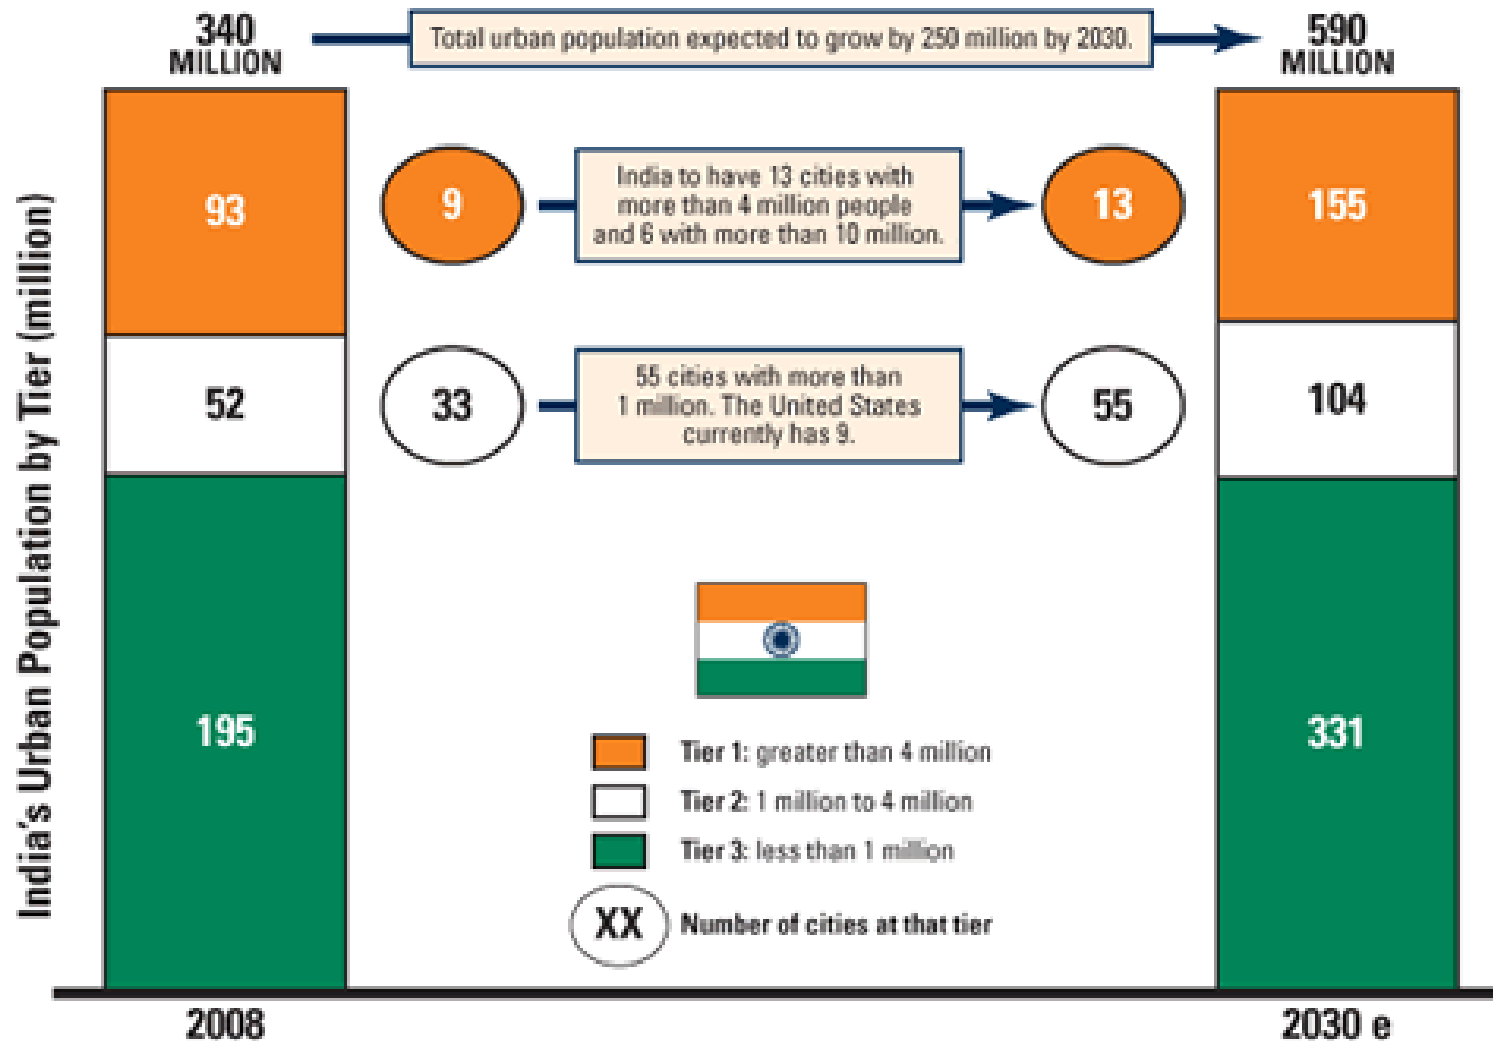 340
MILLION
Total urban population expected to grow by 250 million by 2030.
590
MILLION
India's Urban Population by Tier (million)
93
9
India to have 13 cities with
more than 4 million people
and 6 with more than 10 million.
13
155
52
33
55 cities with more than
1 million. The United States
currently has 9.
55
104
195
331
Tier 1: greater than 4 million
Tier 2: 1 million to 4 million
Tier 3: less than 1 million
XX Number of cities at that tier
2008
2030 e